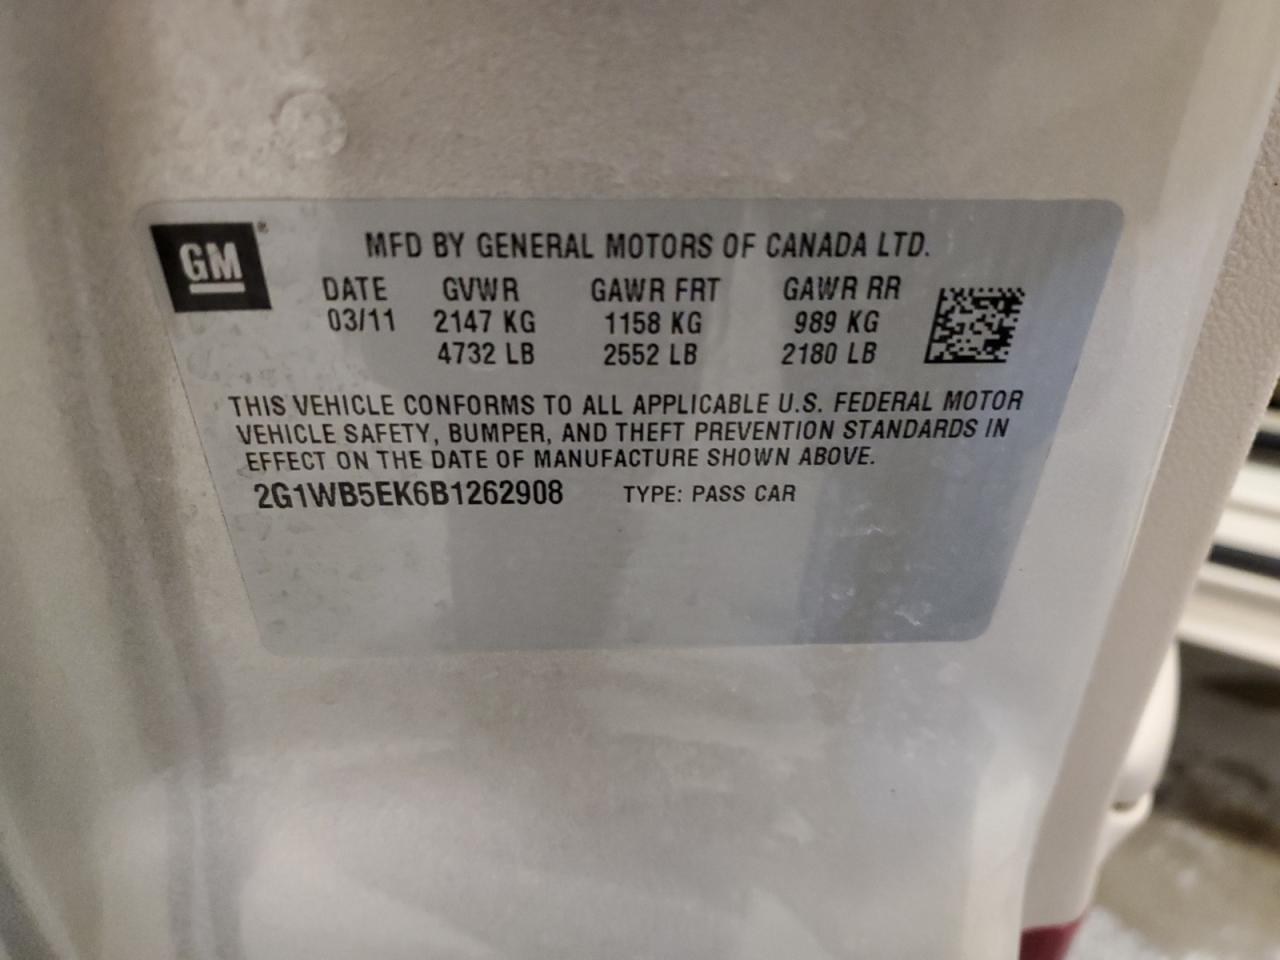 GM®
MFD BY GENERAL MOTORS OF CANADA LTD.
DATE GVWR GAWR FRT GAWR RR
03/11 2147 KG 1158 KG 989 KG
4732 LB 2552 LB 2180 LB
THIS VEHICLE CONFORMS TO ALL APPLICABLE U.S. FEDERAL MOTOR
VEHICLE SAFETY, BUMPER, AND THEFT PREVENTION STANDARDS IN
EFFECT ON THE DATE OF MANUFACTURE SHOWN ABOVE.
2G1WB5EK6B1262908 TYPE: PASS CAR